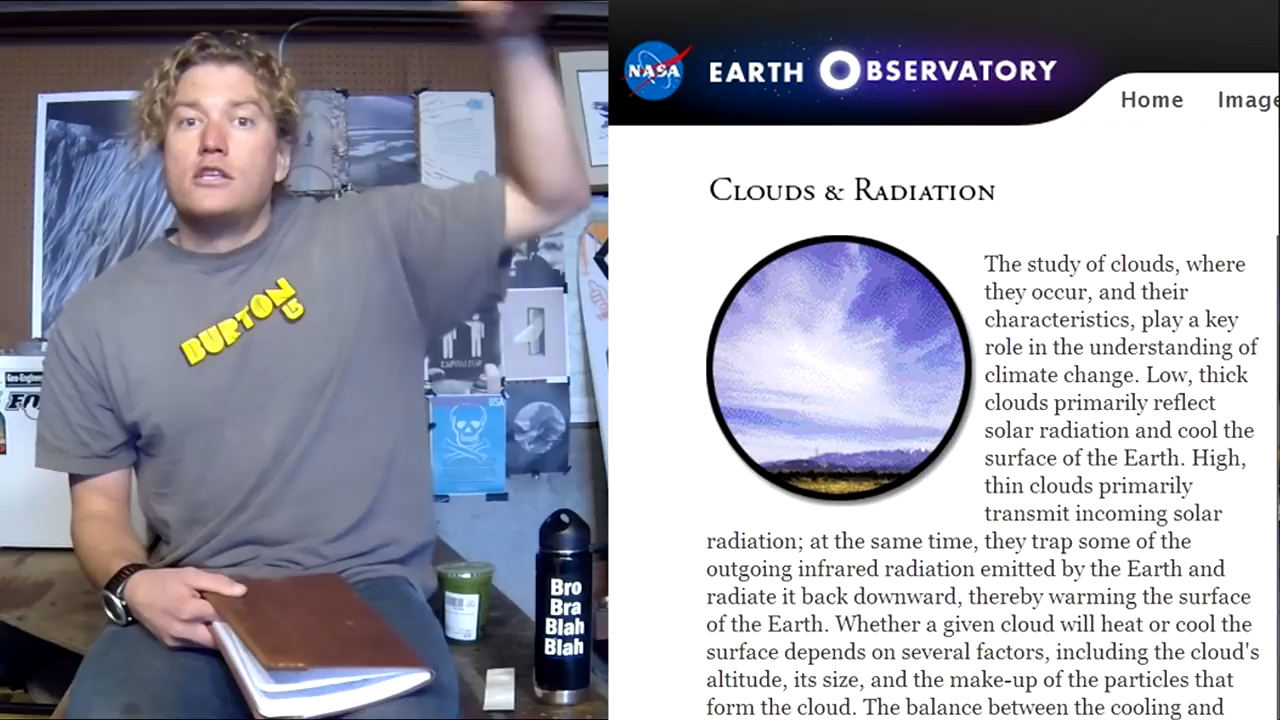 BURTON
15
Geo-Engine
CAPITALISM
USA
Bro
Bra
Blah
Blah
NASA
EARTH OBSERVATORY
Home Image
CLOUDS & RADIATION
The study of clouds, where
they occur, and their
characteristics, play a key
role in the understanding of
climate change. Low, thick
clouds primarily reflect
solar radiation and cool the
surface of the Earth. High,
thin clouds primarily
transmit incoming solar
radiation; at the same time, they trap some of the
outgoing infrared radiation emitted by the Earth and
radiate it back downward, thereby warming the surface
of the Earth. Whether a given cloud will heat or cool the
surface depends on several factors, including the cloud's
altitude, its size, and the make-up of the particles that
form the cloud. The balance between the cooling and